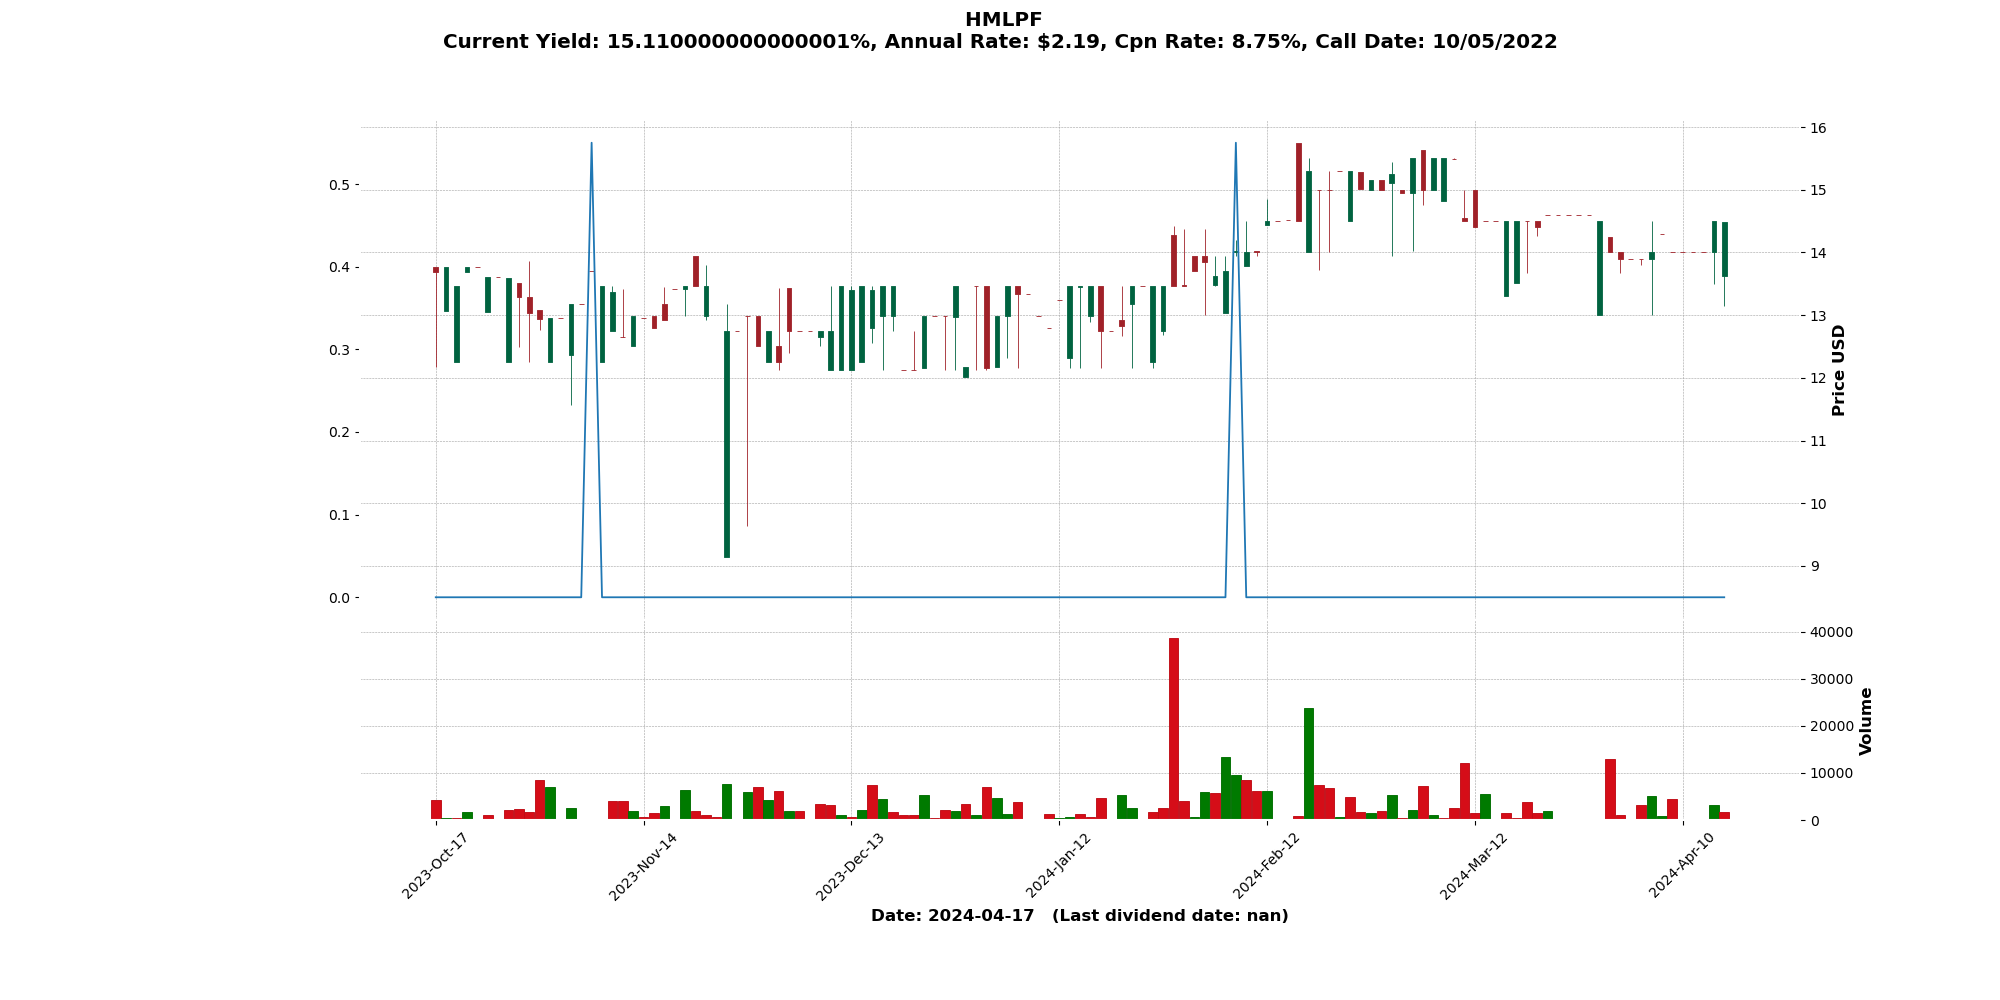 HMLPF
Current Yield: 15.110000000000001%, Annual Rate: $2.19, Cpn Rate: 8.75%, Call Date: 10/05/2022
0.5
0.4
0.3
0.2
0.1
0.0
16
15
14
13
12
11
10
9
Price USD
40000
30000
20000
10000
0
Volume
2023-Oct-17
2023-Nov-14
2023-Dec-13
2024-Jan-12
2024-Feb-12
2024-Mar-12
2024-Apr-10
Date: 2024-04-17 (Last dividend date: nan)